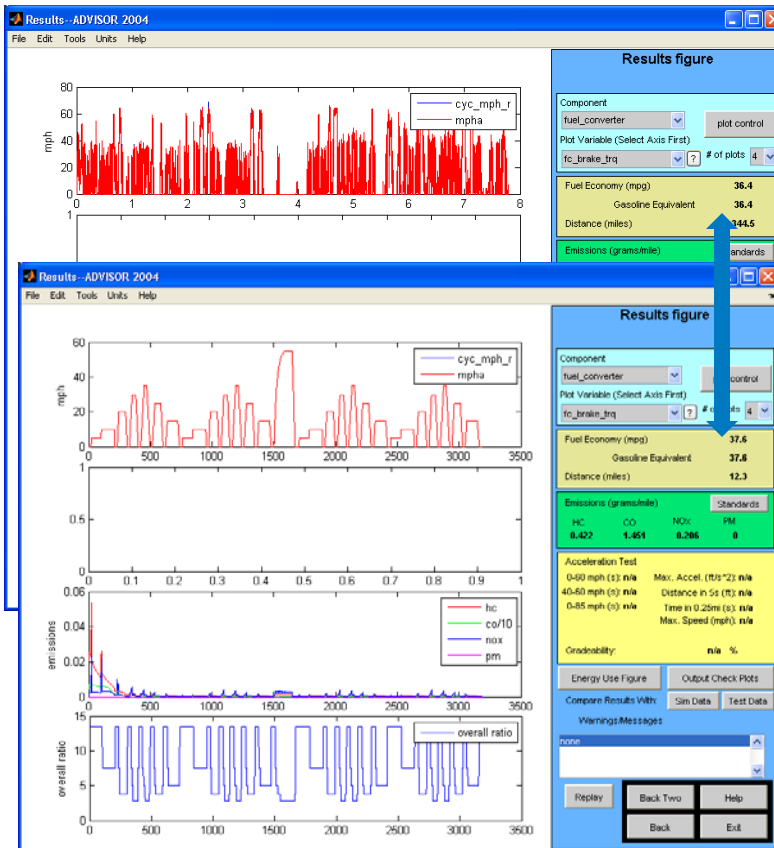 Results--ADVISOR 2004
File Edit Tools Units Help
80
60
40
20
0
mph
cyc_mph_r
mpha
0 1 2 3 4 5 6 7 8
1
Results figure
Component
fuel_converter
plot control
Plot Variable (Select Axis First)
fc_brake_trq ? # of plots 4
Fuel Economy (mpg) 36.4
Gasoline Equivalent 36.4
Distance (miles) 344.5
Emissions (grams/mile)
Results--ADVISOR 2004
File Edit Tools Units Help
60
40
20
0
mph
cyc_mph_r
mpha
0 500 1000 1500 2000 2500 3000 3500
1
0.5
0
0 0.1 0.2 0.3 0.4 0.5 0.6 0.7 0.8 0.9 1
0.06
0.04
0.02
0
emissions
hc
co/10
nox
pm
0 500 1000 1500 2000 2500 3000 3500
15
10
5
0
overall ratio
overall ratio
0 500 1000 1500 2000 2500 3000 3500
Results figure
Component
fuel_converter
control
Plot Variable (Select Axis First)
fc_brake_trq ? # of plots 4
Fuel Economy (mpg) 37.6
Gasoline Equivalent 37.6
Distance (miles) 12.3
Emissions (grams/mile) Standards
HC CO NOx PM
0.422 1.451 0.206 0
Acceleration Test
0-60 mph (s): n/a Max. Accel. (ft/s^2): n/a
40-60 mph (s): n/a Distance in 5s (ft): n/a
0-85 mph (s): n/a Time in 0.25mi (s): n/a
Max. Speed (mph): n/a
Gradeability: n/a %
Energy Use Figure Output Check Plots
Compare Results With: Sim Data Test Data
Warnings/Messages
none
Replay Back Two Help
Back Exit